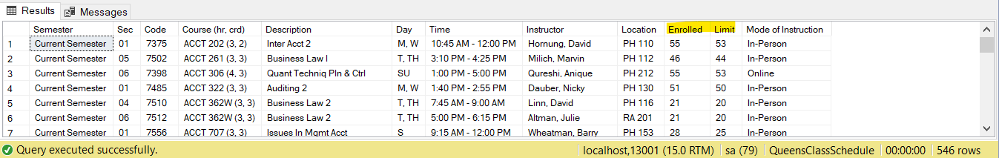 Results Messages
Semester Sec Code Course (hr, crd) Description Day Time Instructor Location Enrolled Limit Mode of Instruction
1 Current Semester 01 7375 ACCT 202 (3, 2) Inter Acct 2 M, W 10:45 AM - 12:00 PM Hornung, David PH 110 55 53 In-Person
2 Current Semester 05 7502 ACCT 261 (3, 3) Business Law I T, TH 3:10 PM - 4:25 PM Milich, Marvin PH 112 46 44 In-Person
3 Current Semester 06 7398 ACCT 306 (4, 3) Quant Techniq Pln & Ctrl SU 1:00 PM - 5:00 PM Qureshi, Anique PH 212 55 53 Online
4 Current Semester 01 7485 ACCT 322 (3, 3) Auditing 2 M, W 1:40 PM - 2:55 PM Dauber, Nicky PH 130 51 50 In-Person
5 Current Semester 04 7510 ACCT 362W (3, 3) Business Law 2 T, TH 7:45 AM - 9:00 AM Linn, David PH 116 21 20 In-Person
6 Current Semester 06 7512 ACCT 362W (3, 3) Business Law 2 T, TH 5:00 PM - 6:15 PM Altman, Julie RA 201 21 20 In-Person
7 Current Semester 01 7556 ACCT 707 (3, 3) Issues In Mgmt Acct S 9:15 AM - 12:00 PM Wheatman, Barry PH 153 28 25 In-Person
Query executed successfully. localhost,13001 (15.0 RTM) sa (79) QueensClassSchedule 00:00:00 546 rows